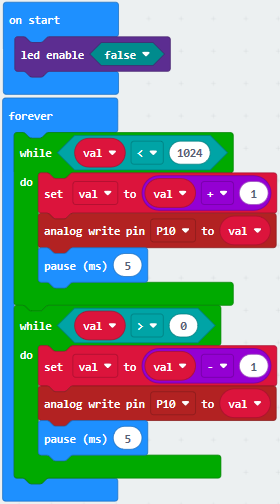 on start
led enable false
forever
while val < 1024
do
set val to val + 1
analog write pin P10 to val
pause (ms) 5
while val > 0
do
set val to val - 1
analog write pin P10 to val
pause (ms) 5